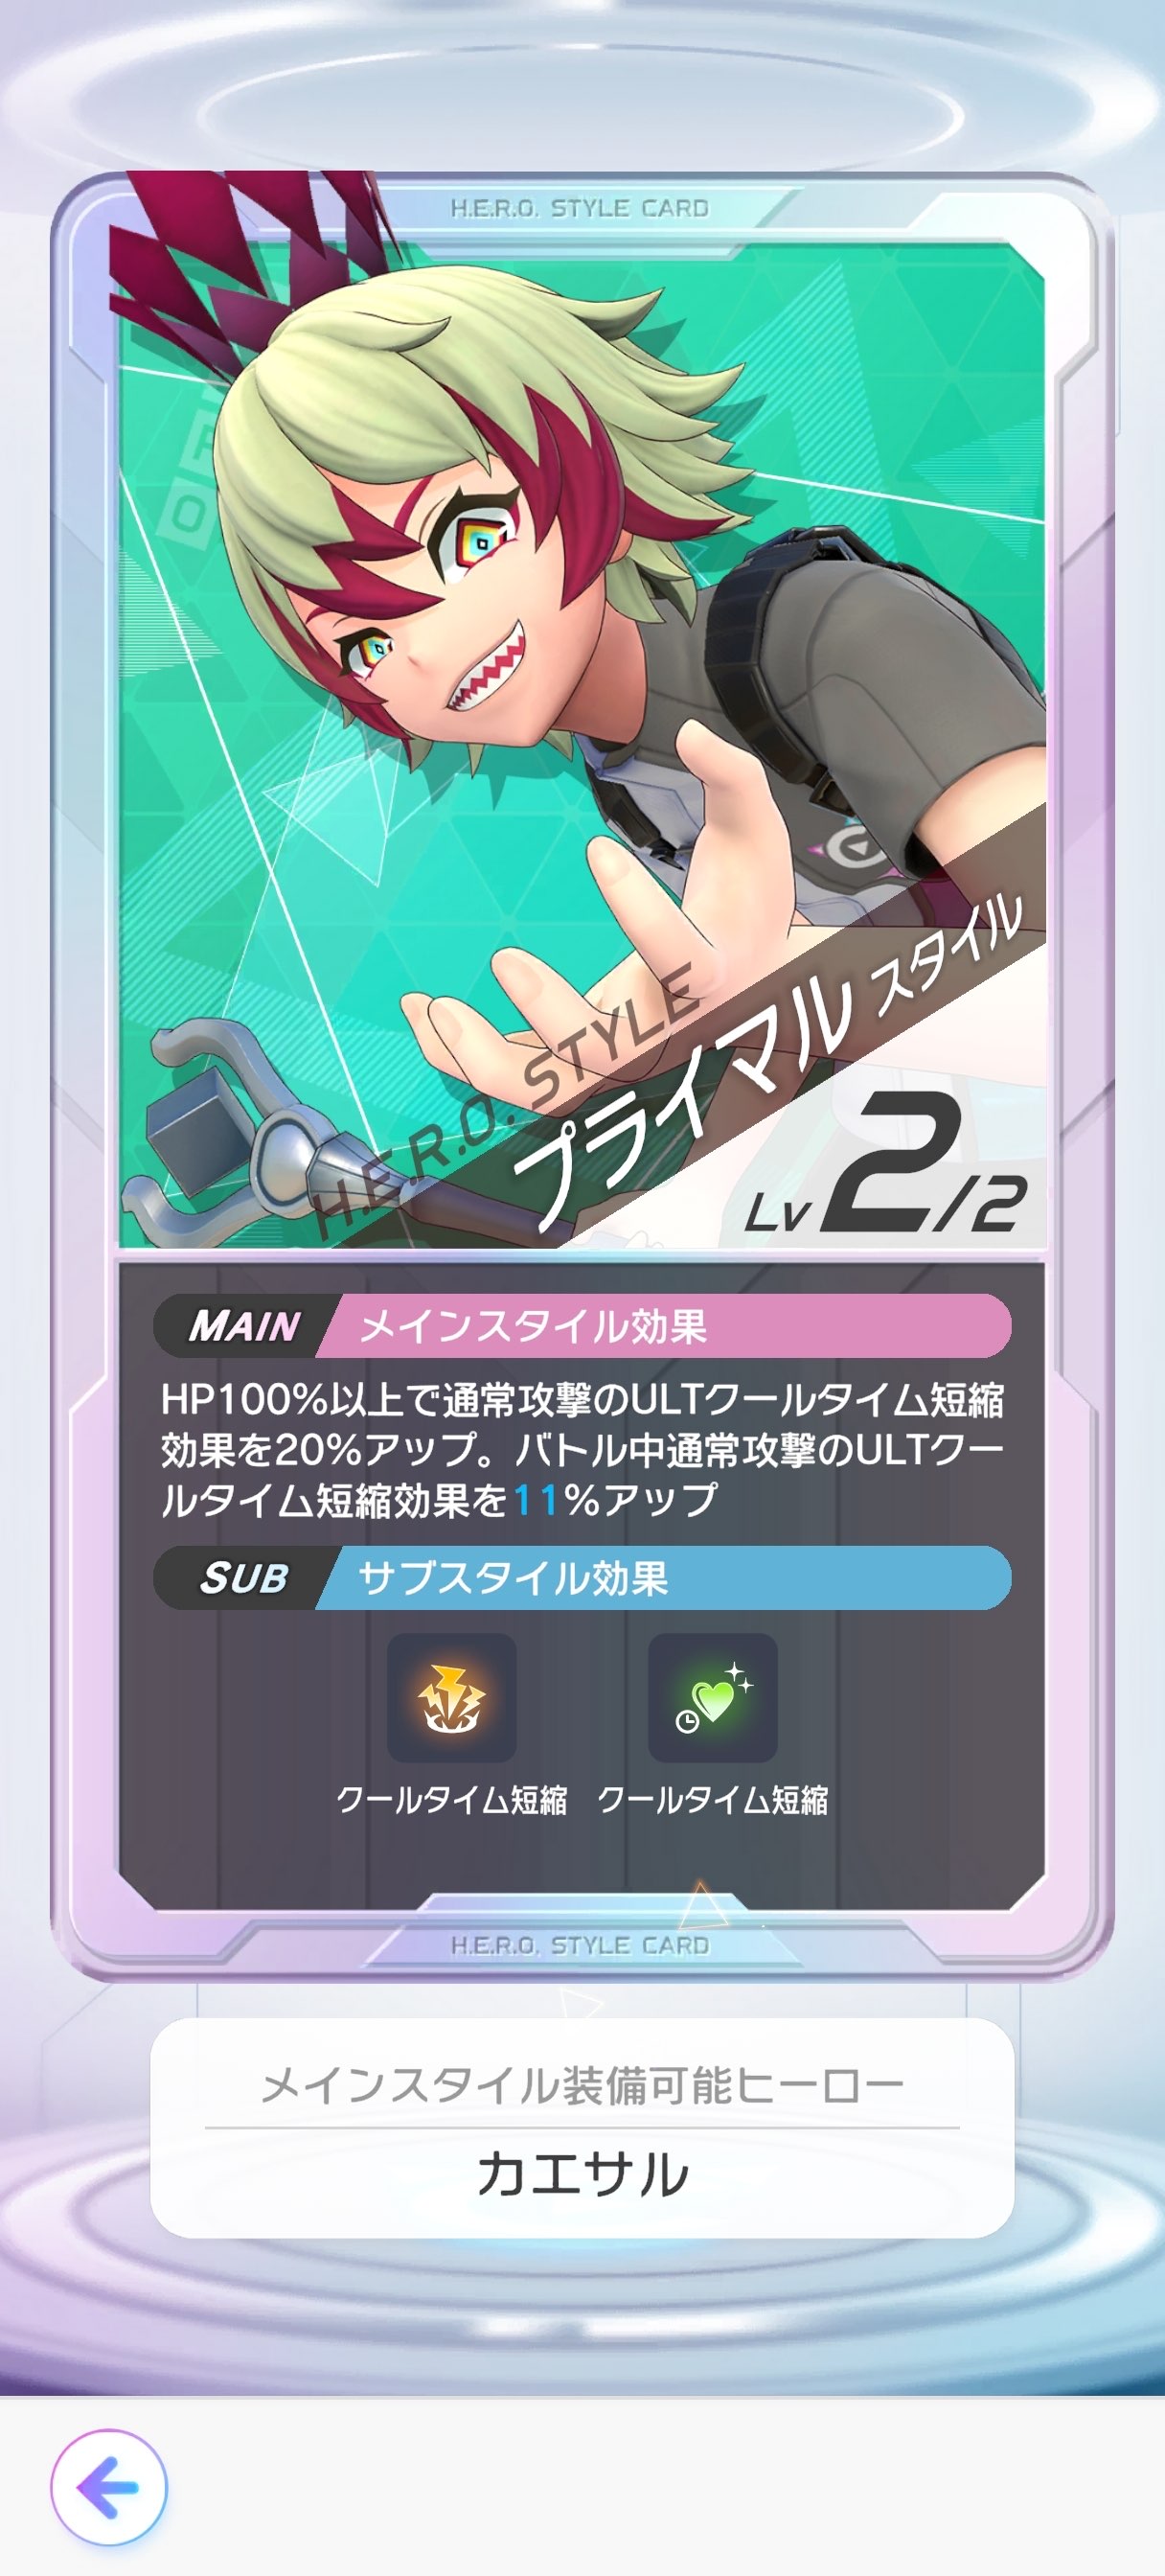 H.E.R.O. STYLE CARD
H.E.R.O. STYLE
プライマルスタイル
Lv 2/2
MAIN メインスタイル効果
HP100%以上で通常攻撃のULTクールタイム短縮
効果を20%アップ。バトル中通常攻撃のULTクー
ルタイム短縮効果を11%アップ
SUB サブスタイル効果
クールタイム短縮 クールタイム短縮
H.E.R.O. STYLE CARD
メインスタイル装備可能ヒーロー
カエサル